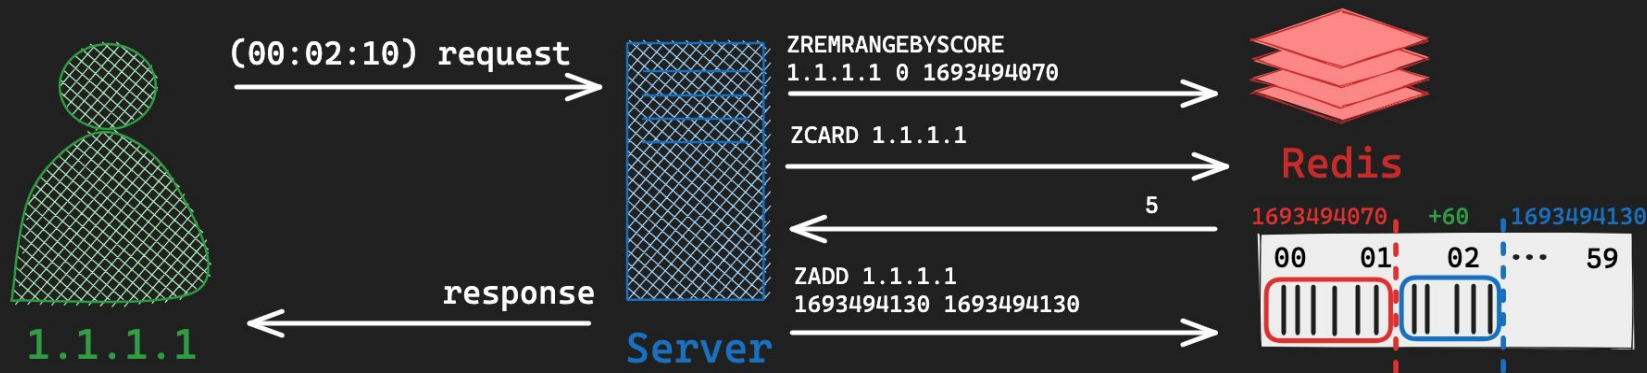 (00:02:10) request
response
1.1.1.1
Server
ZREMRANGEBYSCORE
1.1.1.1 0 1693494070
ZCARD 1.1.1.1
5
ZADD 1.1.1.1
1693494130 1693494130
Redis
1693494070 +60 1693494130
00 01 02 ... 59